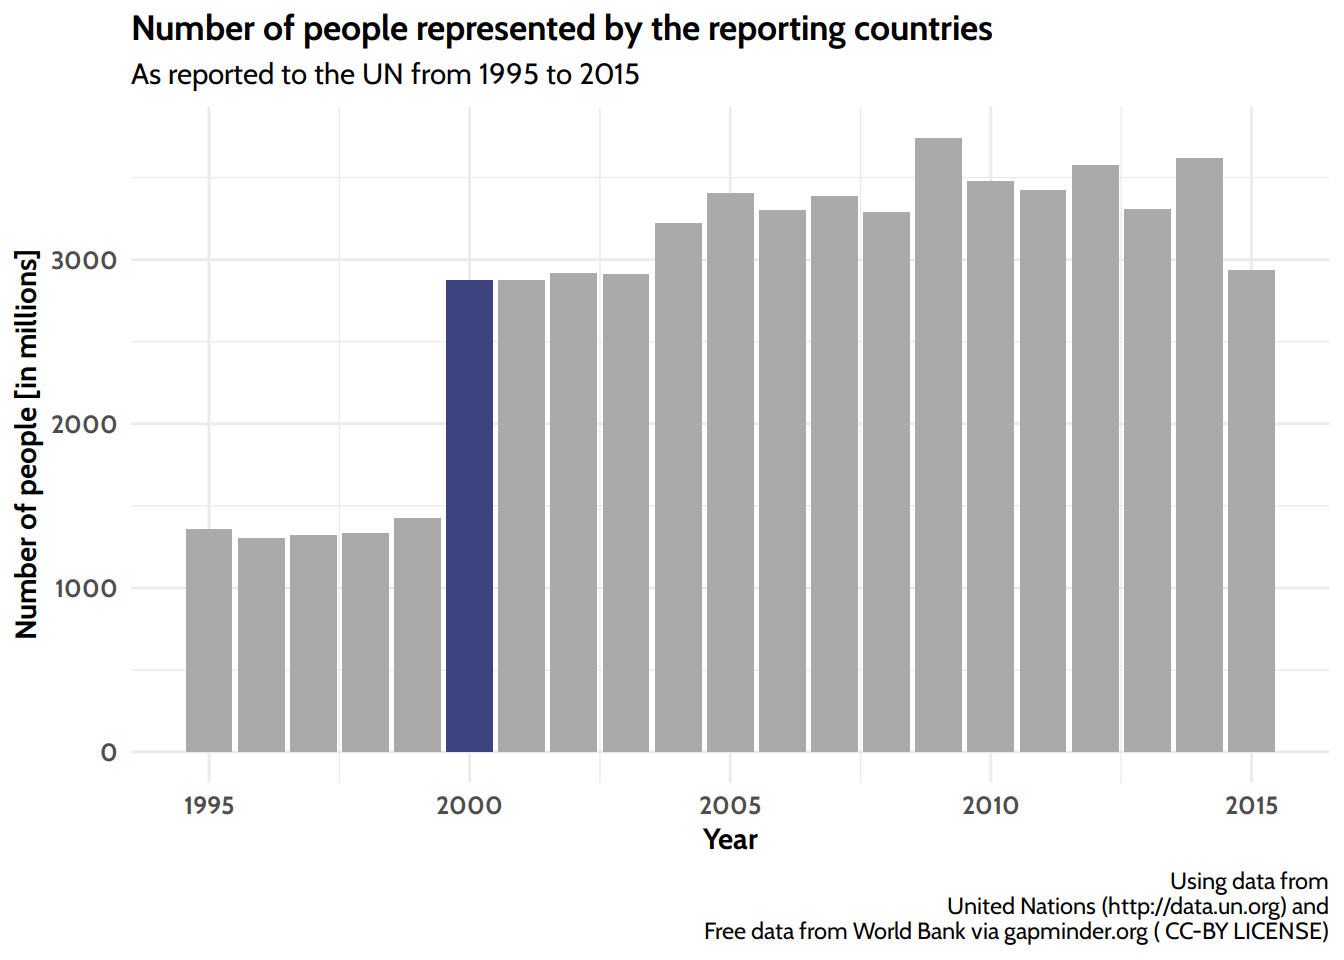 Number of people represented by the reporting countries
As reported to the UN from 1995 to 2015
Number of people [in millions]
3000
2000
1000
0
1995 2000 2005 2010 2015
Year
Using data from
United Nations (http://data.un.org) and
Free data from World Bank via gapminder.org ( CC-BY LICENSE)